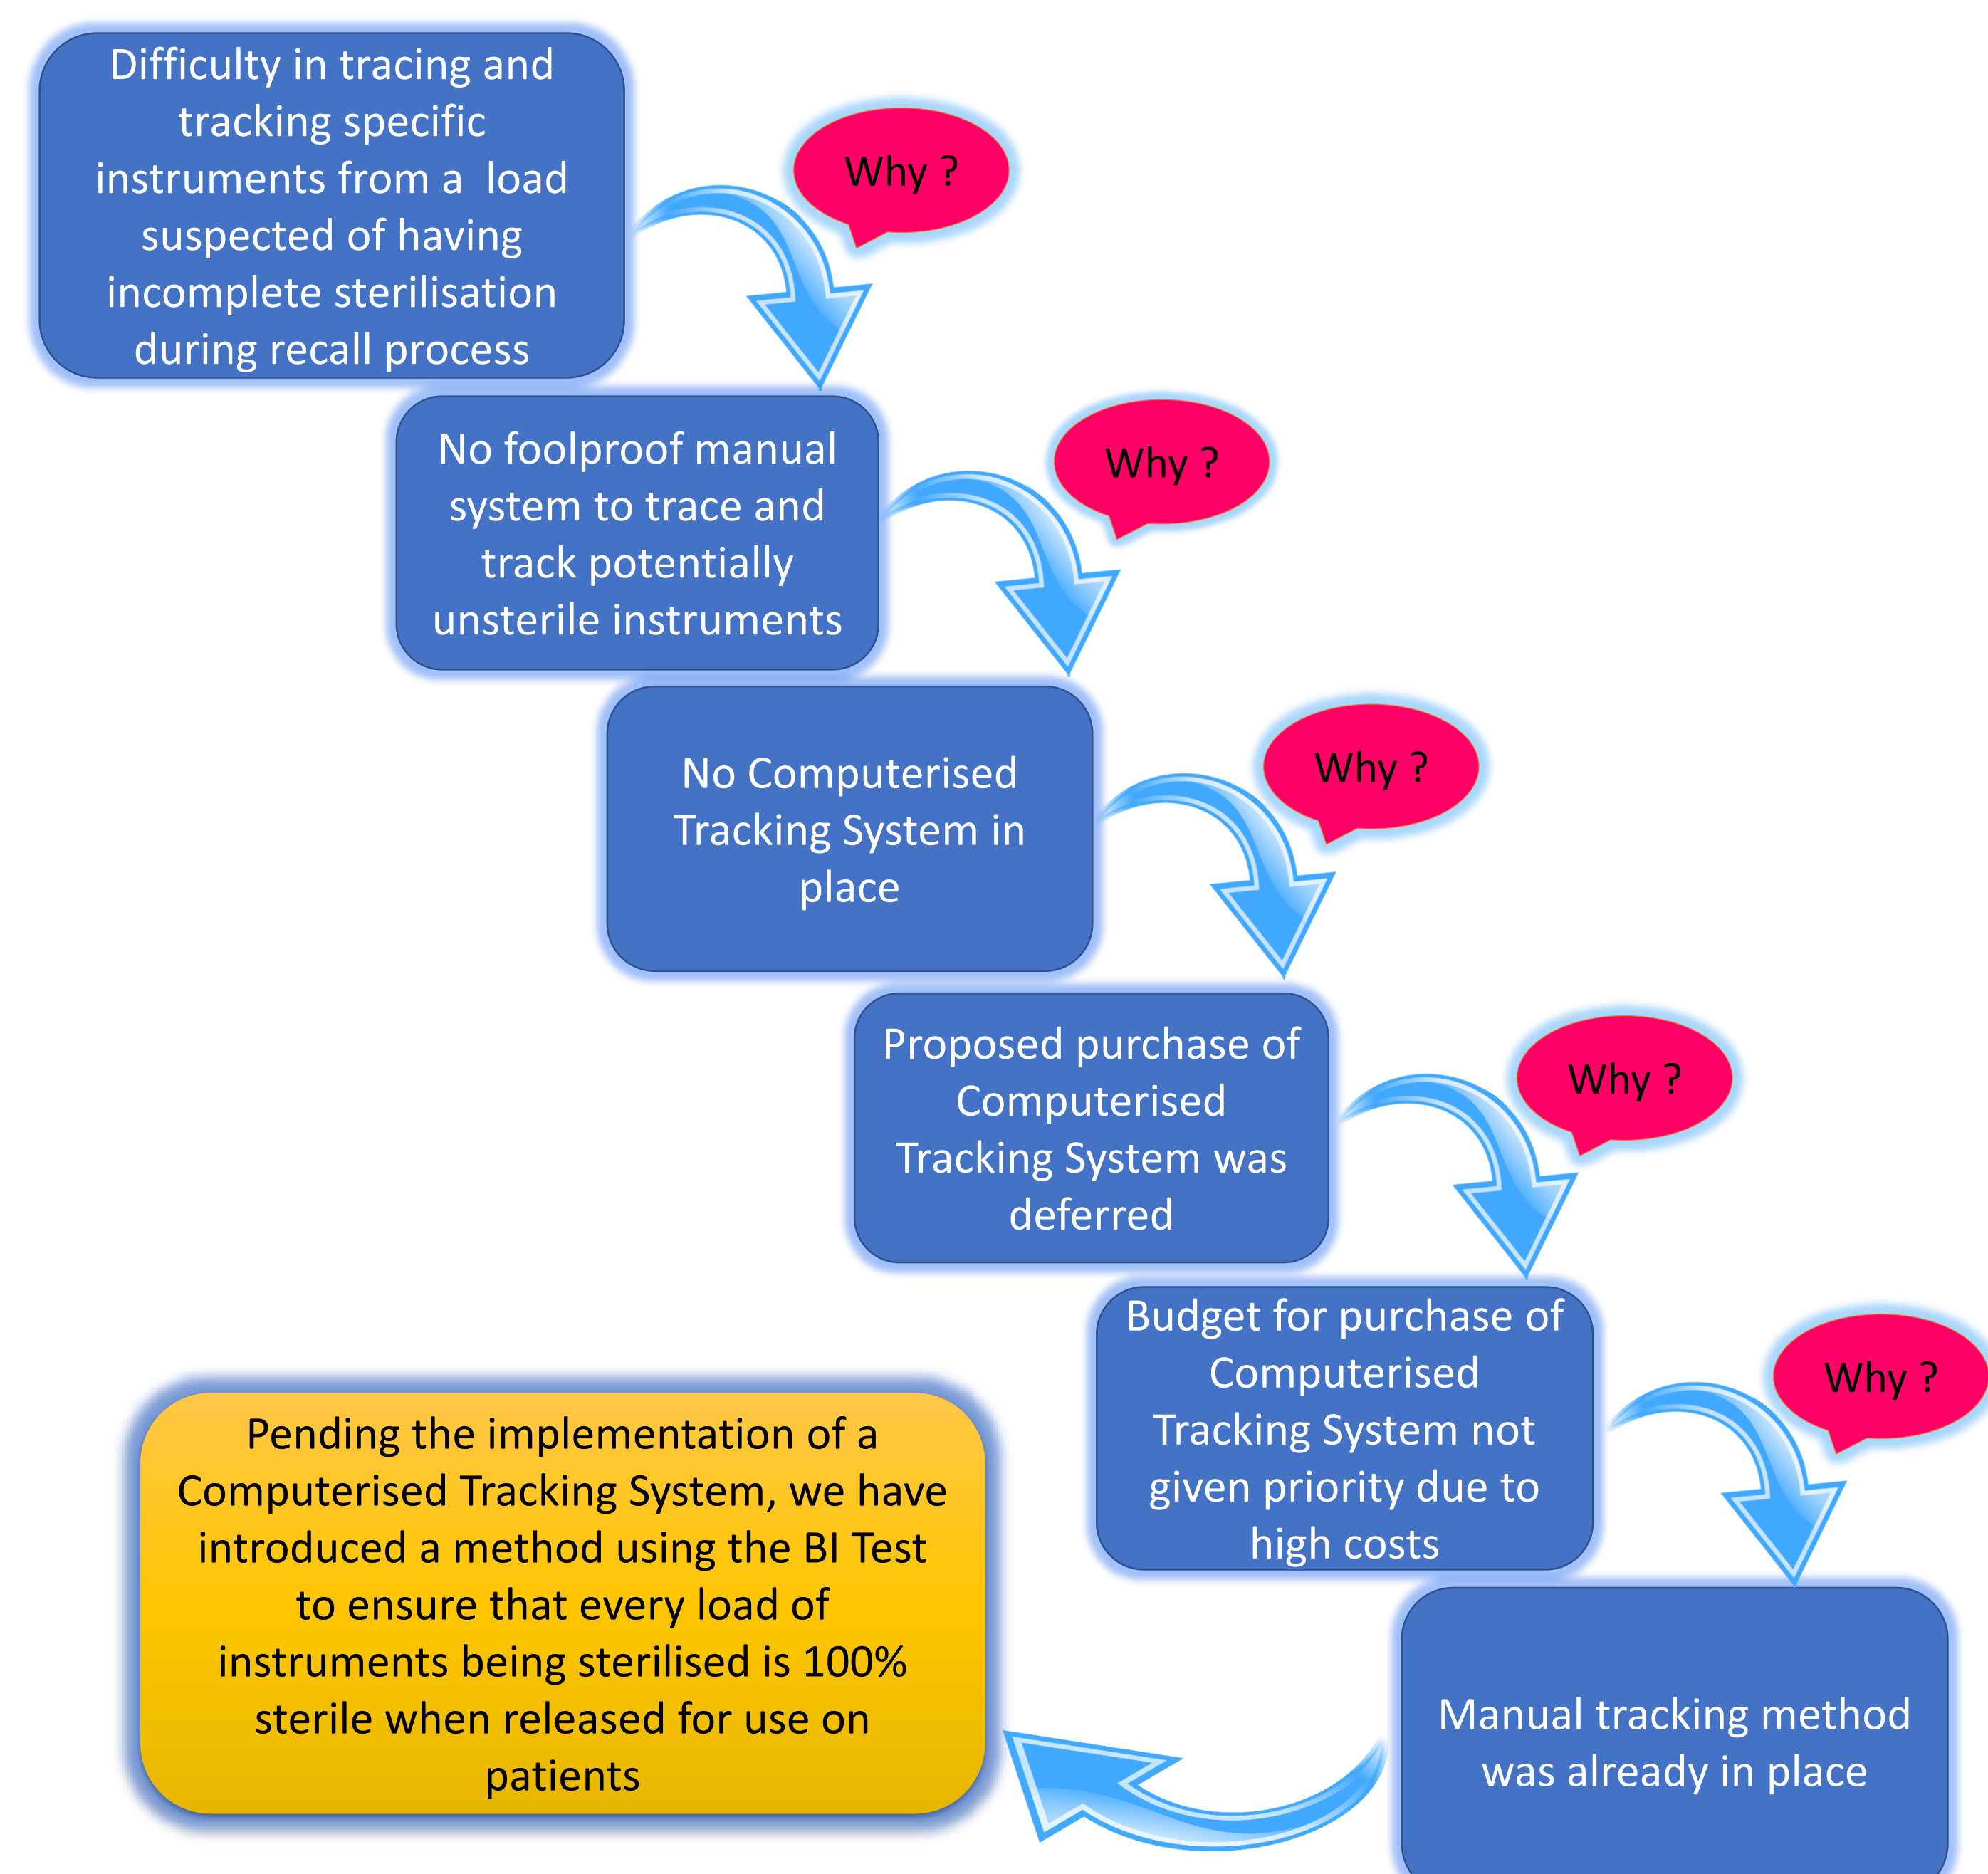 Difficulty in tracing and
tracking specific
instruments from a load
suspected of having
incomplete sterilisation
during recall process
Why ?
No foolproof manual
system to trace and
track potentially
unsterile instruments
Why ?
No Computerised
Tracking System in
place
Why ?
Proposed purchase of
Computerised
Tracking System was
deferred
Why ?
Budget for purchase of
Computerised
Tracking System not
given priority due to
high costs
Why ?
Manual tracking method
was already in place
Pending the implementation of a
Computerised Tracking System, we have
introduced a method using the BI Test
to ensure that every load of
instruments being sterilised is 100%
sterile when released for use on
patients